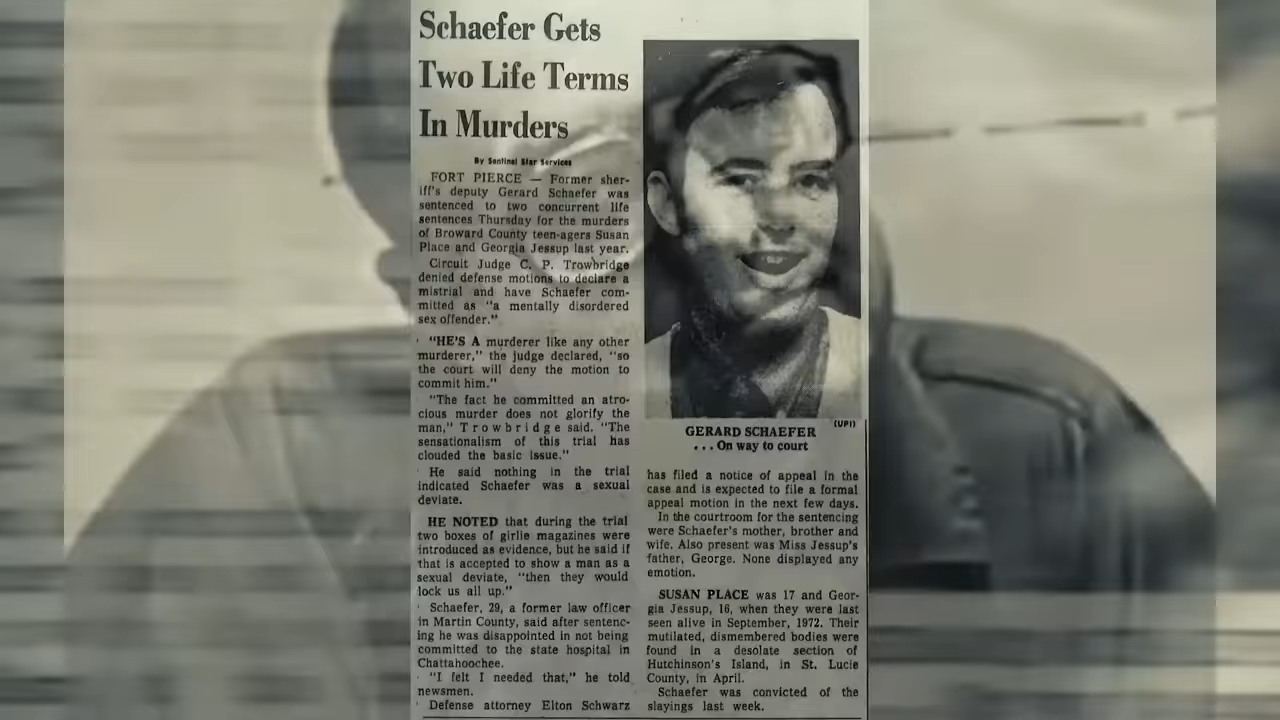 Schaefer Gets
Two Life Terms
In Murders
By Sentinel Star Services
FORT PIERCE — Former sher-
iff's deputy Gerard Schaefer was
sentenced to two concurrent life
sentences Thursday for the murders
of Broward County teen-agers Susan
Place and Georgia Jessup last year.
Circuit Judge C. P. Trowbridge
denied defense motions to declare a
mistrial and have Schaefer com-
mitted as "a mentally disordered
sex offender."
"HE'S A murderer like any other
murderer," the judge declared, "so
the court will deny the motion to
commit him."
"The fact he committed an atro-
cious murder does not glorify the
man," Trowbridge said. "The
sensationalism of this trial has
clouded the basic issue."
He said nothing in the trial
indicated Schaefer was a sexual
deviate.
HE NOTED that during the trial
two boxes of girlie magazines were
introduced as evidence, but he said if
that is accepted to show a man as a
sexual deviate, "then they would
lock us all up."
Schaefer, 29, a former law officer
in Martin County, said after sentenc-
ing he was disappointed in not being
committed to the state hospital in
Chattahoochee.
"I felt I needed that," he told
newsmen.
Defense attorney Elton Schwarz
(UPI)
GERARD SCHAEFER
. . . On way to court
has filed a notice of appeal in the
case and is expected to file a formal
appeal motion in the next few days.
In the courtroom for the sentencing
were Schaefer's mother, brother and
wife. Also present was Miss Jessup's
father, George. None displayed any
emotion.
SUSAN PLACE was 17 and Geor-
gia Jessup, 16, when they were last
seen alive in September, 1972. Their
mutilated, dismembered bodies were
found in a desolate section of
Hutchinson's Island, in St. Lucie
County, in April.
Schaefer was convicted of the
slayings last week.